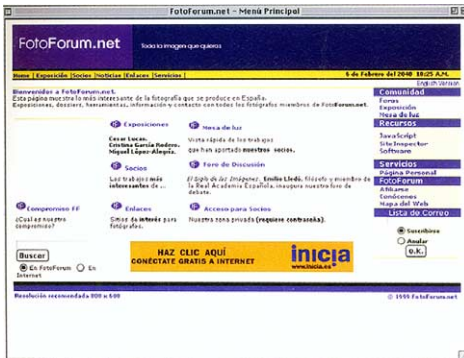 FotoForum.net - Menú Principal
FotoForum.net
Toda la imagen que quieras
Home | Exposición | Socios | Noticias | Enlaces | Servicios |
6 de Febrero del 2040 10:25 A.M.
English Version
Bienvenidos a FotoForum.net.
Esta página muestra lo más interesante de la fotografía que se produce en España.
Exposiciones, dossiers, hemerotecas, información y contacto con todos los fotógrafos miembros de FotoForum.net.
Exposiciones
Cesar Lucas.
Cristina García Rodero.
Miguel López-Alegría.
Mesa de luz
Vista rápida de los trabajos
que han aportado nuestros socios.
Socios
Los trabajos más
interesantes de ...
Foro de Discusión
El Siglo de las Imágenes. Emilio Lledó, filósofo y miembro de
la Real Academia Española, inaugura nuestro foro de
debate.
Compromiso FF
¿Cual es nuestro
compromiso?
Enlaces
Sitios de interés para
fotógrafos.
Acceso para Socios
Nuestra zona privada (requiere contraseña).
Comunidad
Foros
Exposición
Mesa de luz
Recursos
JavaScript
Site Inspector
Software
Servicios
Página Personal
FotoForum
Afiliarse
Conócenos
Mapa del Web
Lista de Correo
Suscribirse
Anular
o.k.
Buscar
En FotoForum
En
Internet
HAZ CLIC AQUÍ
CONÉCTATE GRATIS A INTERNET
inicia
www.inicia.es
Resolución recomendada 800 x 600
© 1999 FotoForum.net